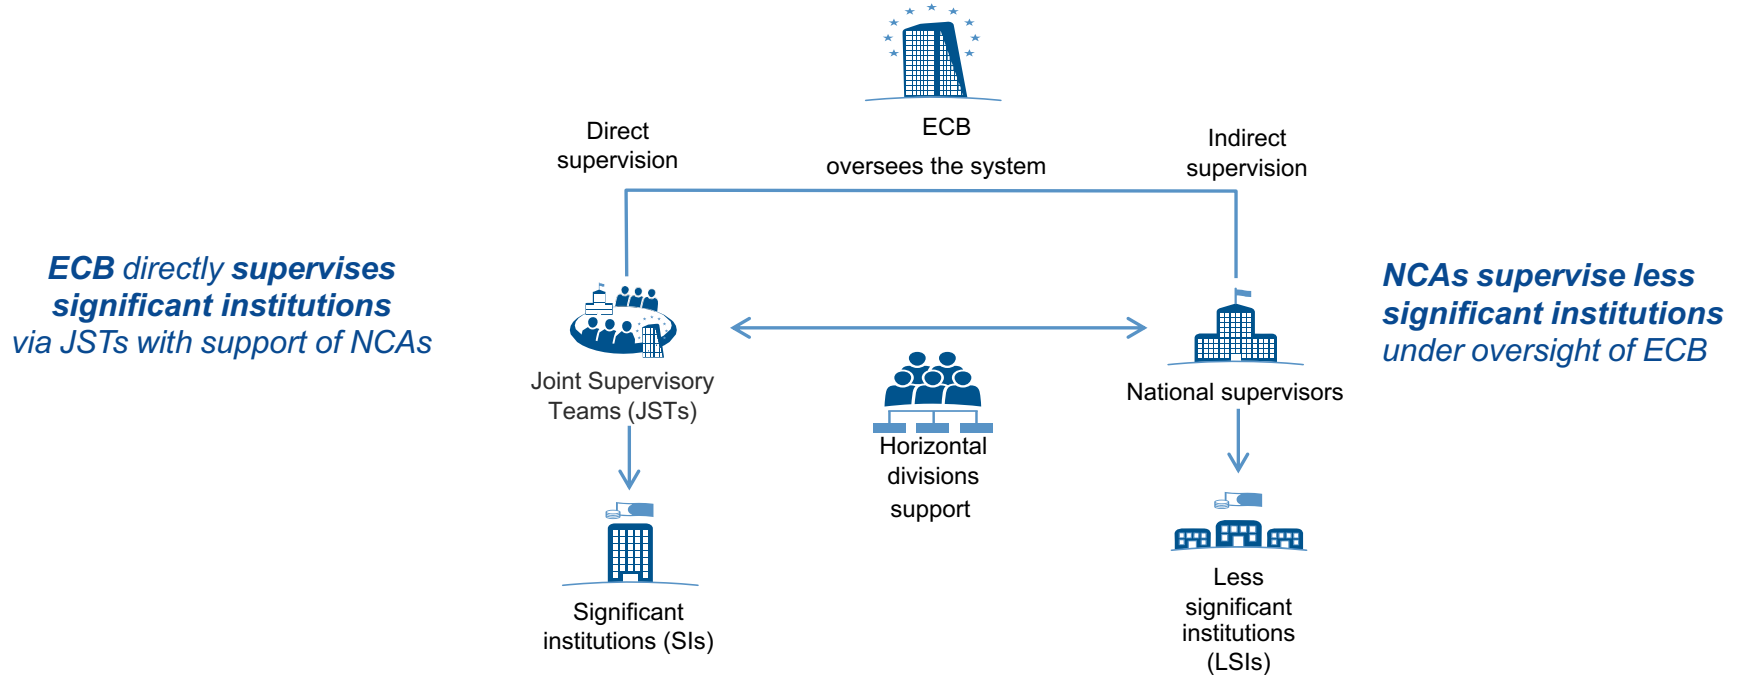 ECB
oversees the system
Direct
supervision
Indirect
supervision
ECB directly supervises
significant institutions
via JSTs with support of NCAs
NCAs supervise less
significant institutions
under oversight of ECB
Joint Supervisory
Teams (JSTs)
National supervisors
Horizontal
divisions
support
Significant
institutions (SIs)
Less
significant
institutions
(LSIs)